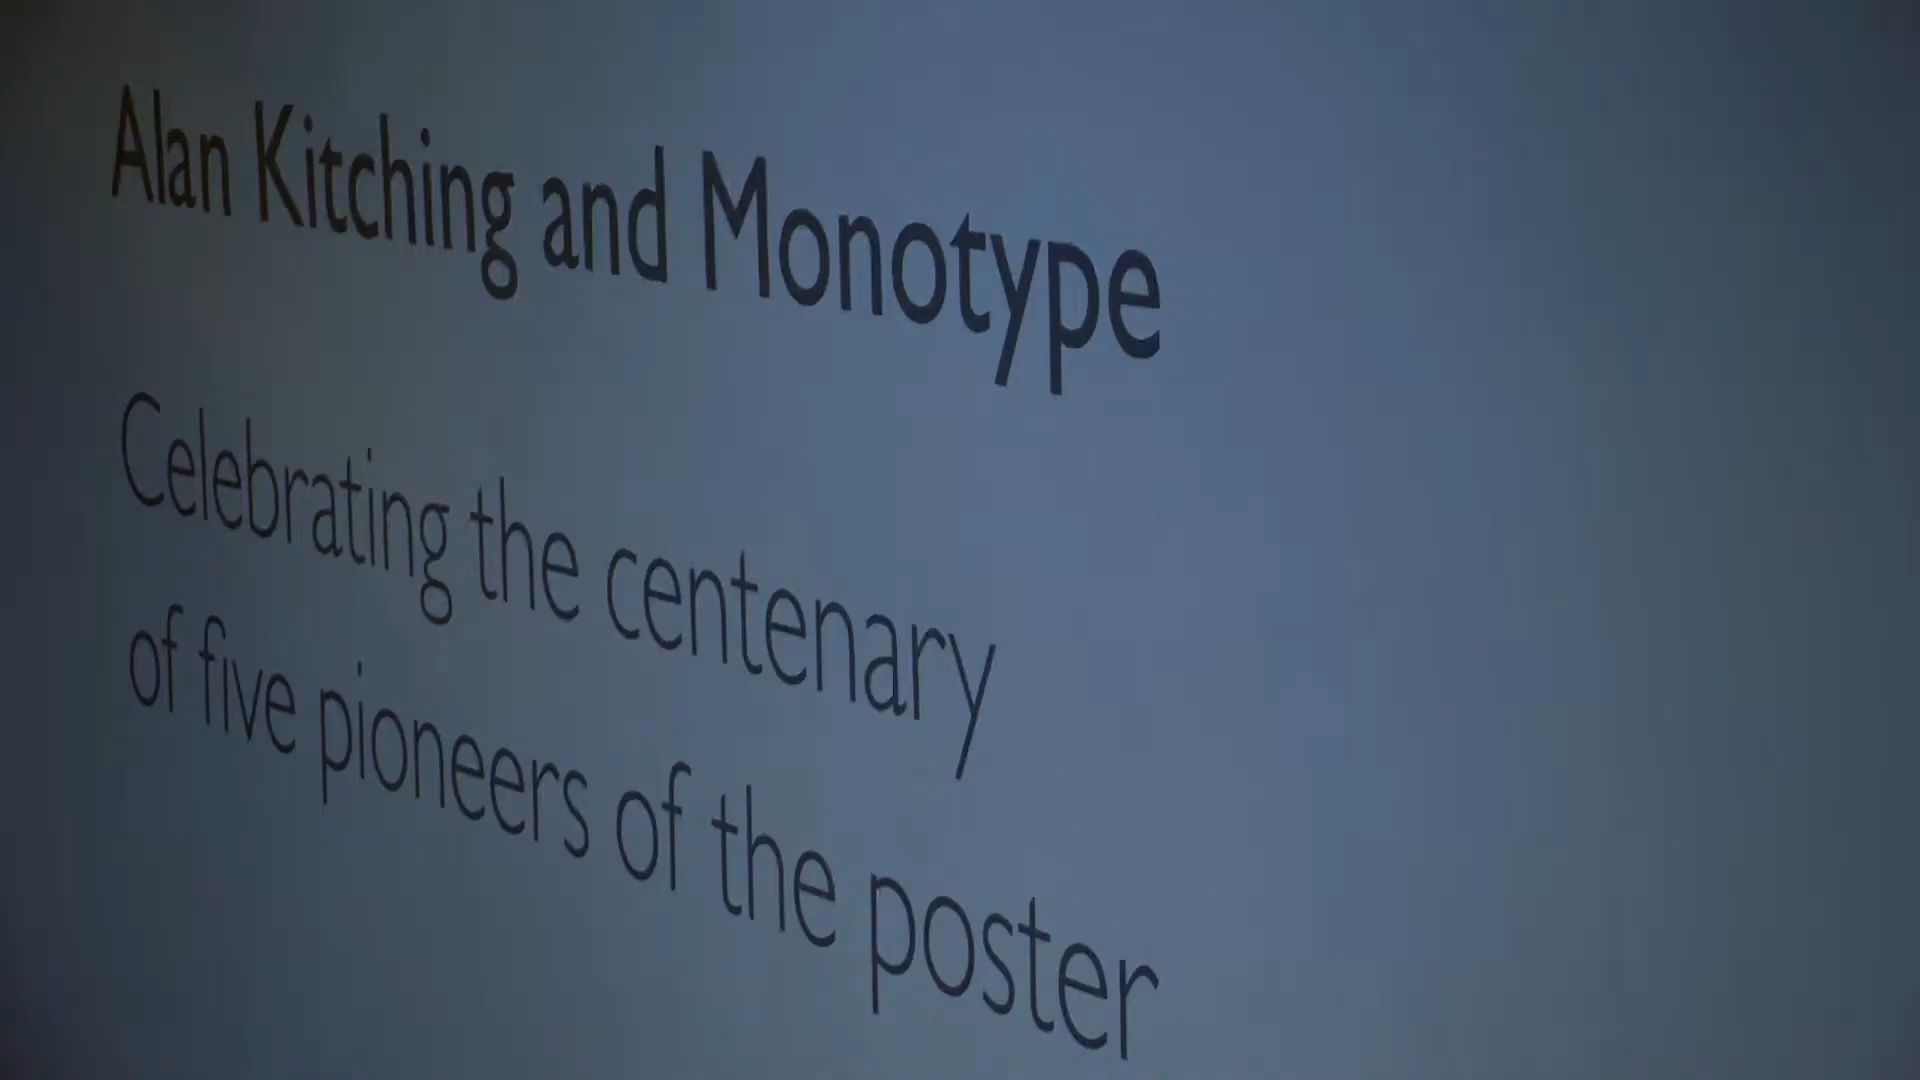 Alan Kitching and Monotype
Celebrating the centenary
of five pioneers of the poster